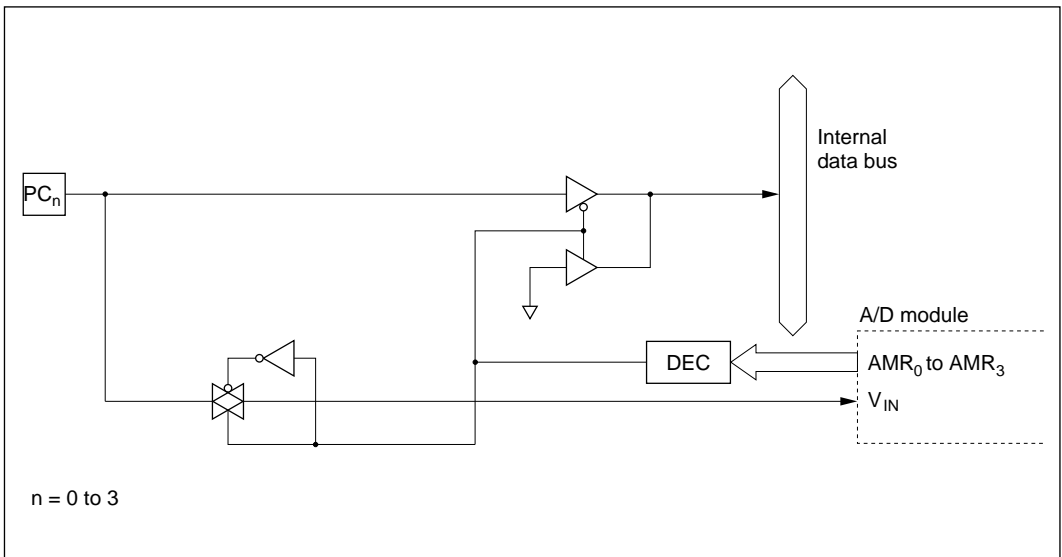 PCn
Internal
data bus
A/D module
DEC
AMR0 to AMR3
VIN
n = 0 to 3